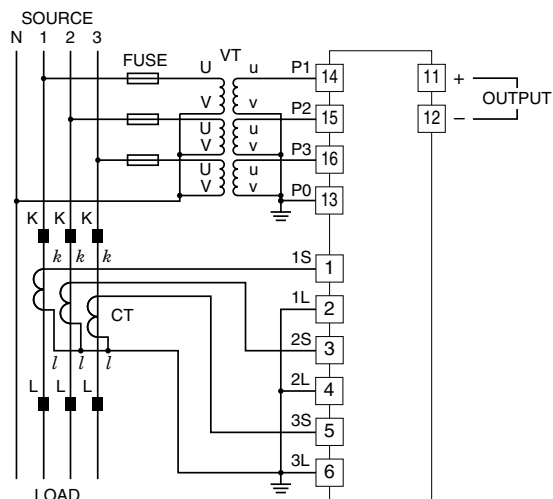 SOURCE
N 1 2 3
FUSE
VT
U u P1 14
V v
P2 15
U u
V v
P3 16
U u
V v
P0 13
11 +
OUTPUT
12 −
K K K
k k k
1S 1
1L 2
CT
2S 3
l l l
2L 4
L L L
3S 5
3L 6
LOAD